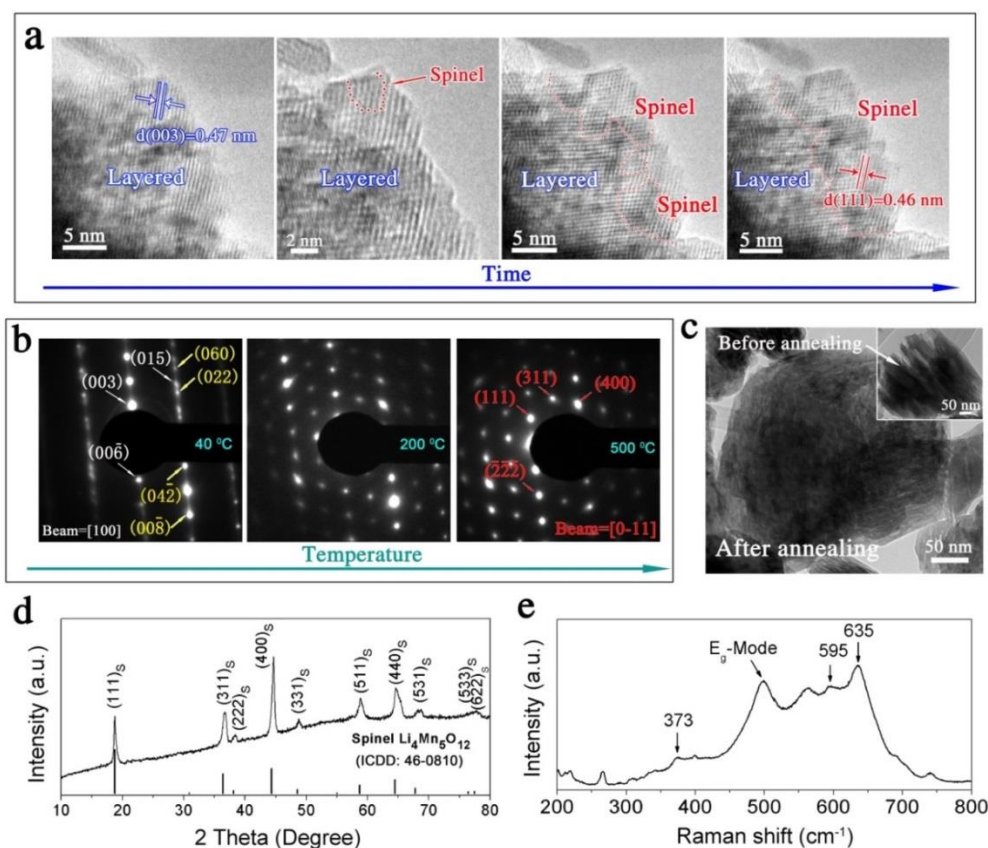 a
d(003)=0.47 nm
Layered
5 nm
Spinel
Layered
2 nm
Spinel
Layered
Spinel
5 nm
Spinel
Layered
d(111)=0.46 nm
5 nm
Time
b
(015)
(060)
(022)
(003)
40 °C
(006̄)
(042̄)
(008̄)
Beam=[100]
200 °C
(3̄11)
(400)
(111)
500 °C
(2̄2̄2̄)
Beam=[0-11]
Temperature
c
Before annealing
50 nm
After annealing
50 nm
d
Intensity (a.u.)
(111)S
(311)S
(222)S
(400)S
(331)S
(511)S
(440)S
(531)S
(533)S
(622)S
Spinel Li4Mn5O12
(ICDD: 46-0810)
10 20 30 40 50 60 70 80
2 Theta (Degree)
e
Intensity (a.u.)
635
Eg-Mode
595
373
200 300 400 500 600 700 800
Raman shift (cm-1)